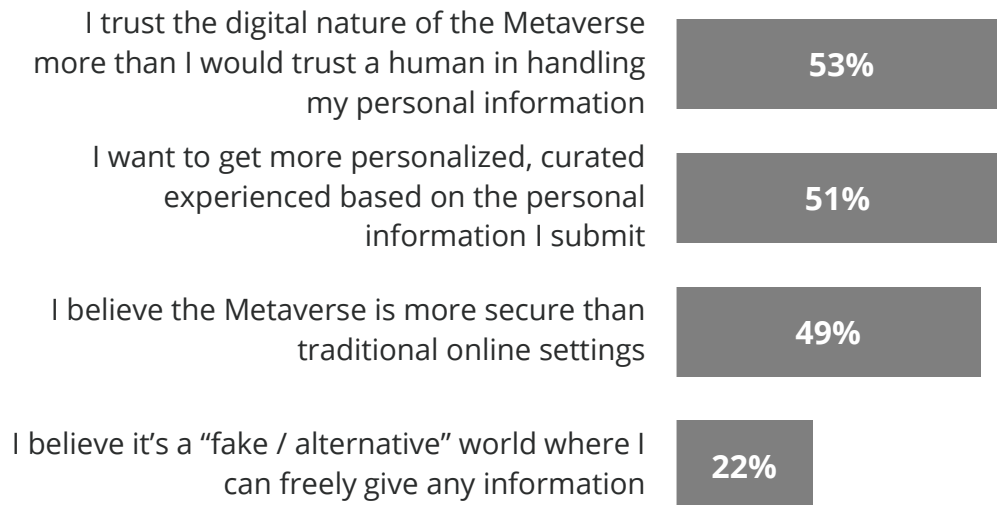 I trust the digital nature of the Metaverse
more than I would trust a human in handling
my personal information
53%
I want to get more personalized, curated
experienced based on the personal
information I submit
51%
I believe the Metaverse is more secure than
traditional online settings
49%
I believe it’s a “fake / alternative” world where I
can freely give any information
22%